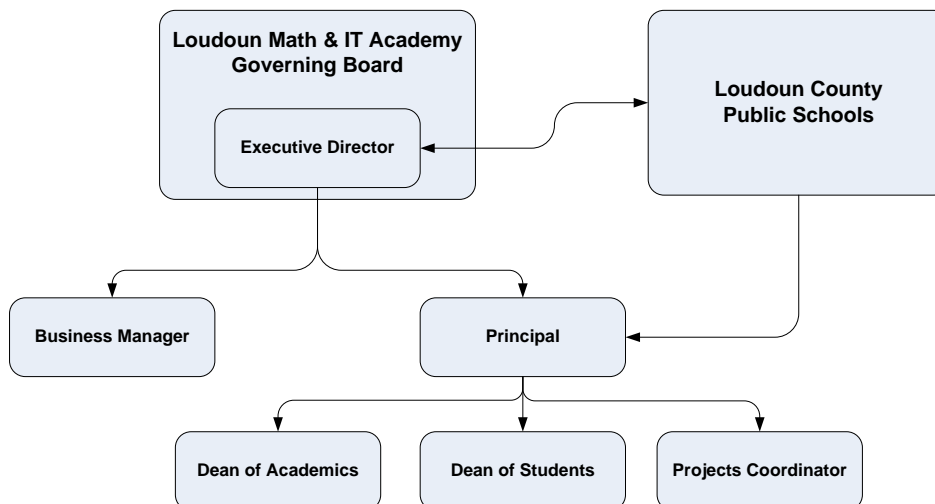 Loudoun Math & IT Academy
Governing Board
Executive Director
Loudoun County
Public Schools
Business Manager
Principal
Dean of Academics
Dean of Students
Projects Coordinator